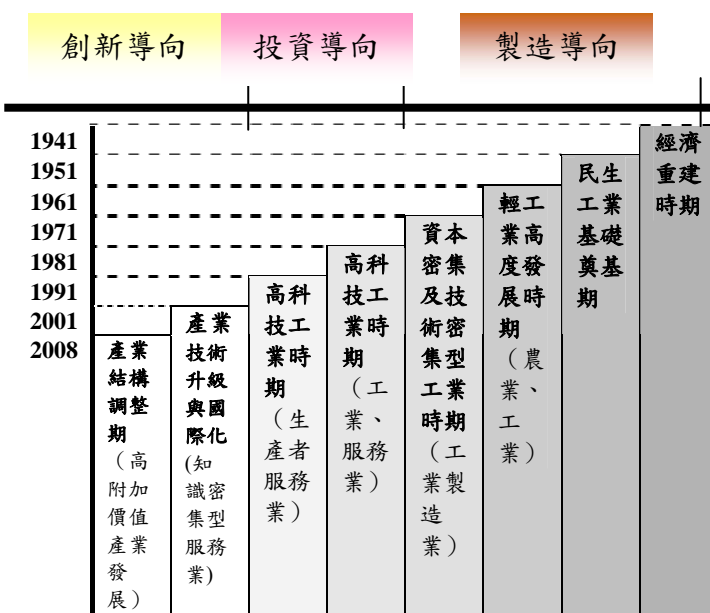 創新導向
投資導向
製造導向
1941
1951
1961
1971
1981
1991
2001
2008
產業
結構
調整
期
（高
附加
價值
產業
發
展）
產業
技術
升級
與國
際化
(知
識密
集型
服務
業)
高科
技工
業時
期
（生
產者
服務
業）
高科
技工
業時
期
（工
業、
服務
業）
資本
密集
及技
術密
集型
工業
時期
（工
業製
造
業）
輕工
業高
度發
展時
期
（農
業、
工
業）
民生
工業
基礎
奠基
期
經濟
重建
時期